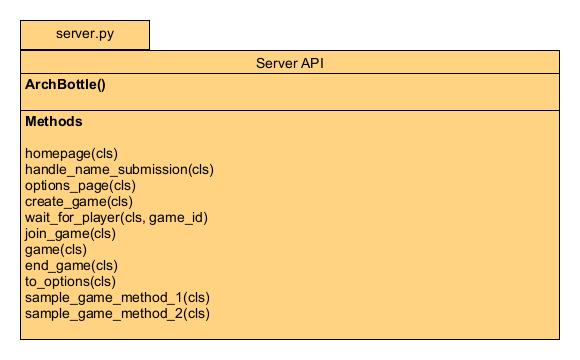 server.py
Server API
ArchBottle()
Methods
homepage(cls)
handle_name_submission(cls)
options_page(cls)
create_game(cls)
wait_for_player(cls, game_id)
join_game(cls)
game(cls)
end_game(cls)
to_options(cls)
sample_game_method_1(cls)
sample_game_method_2(cls)